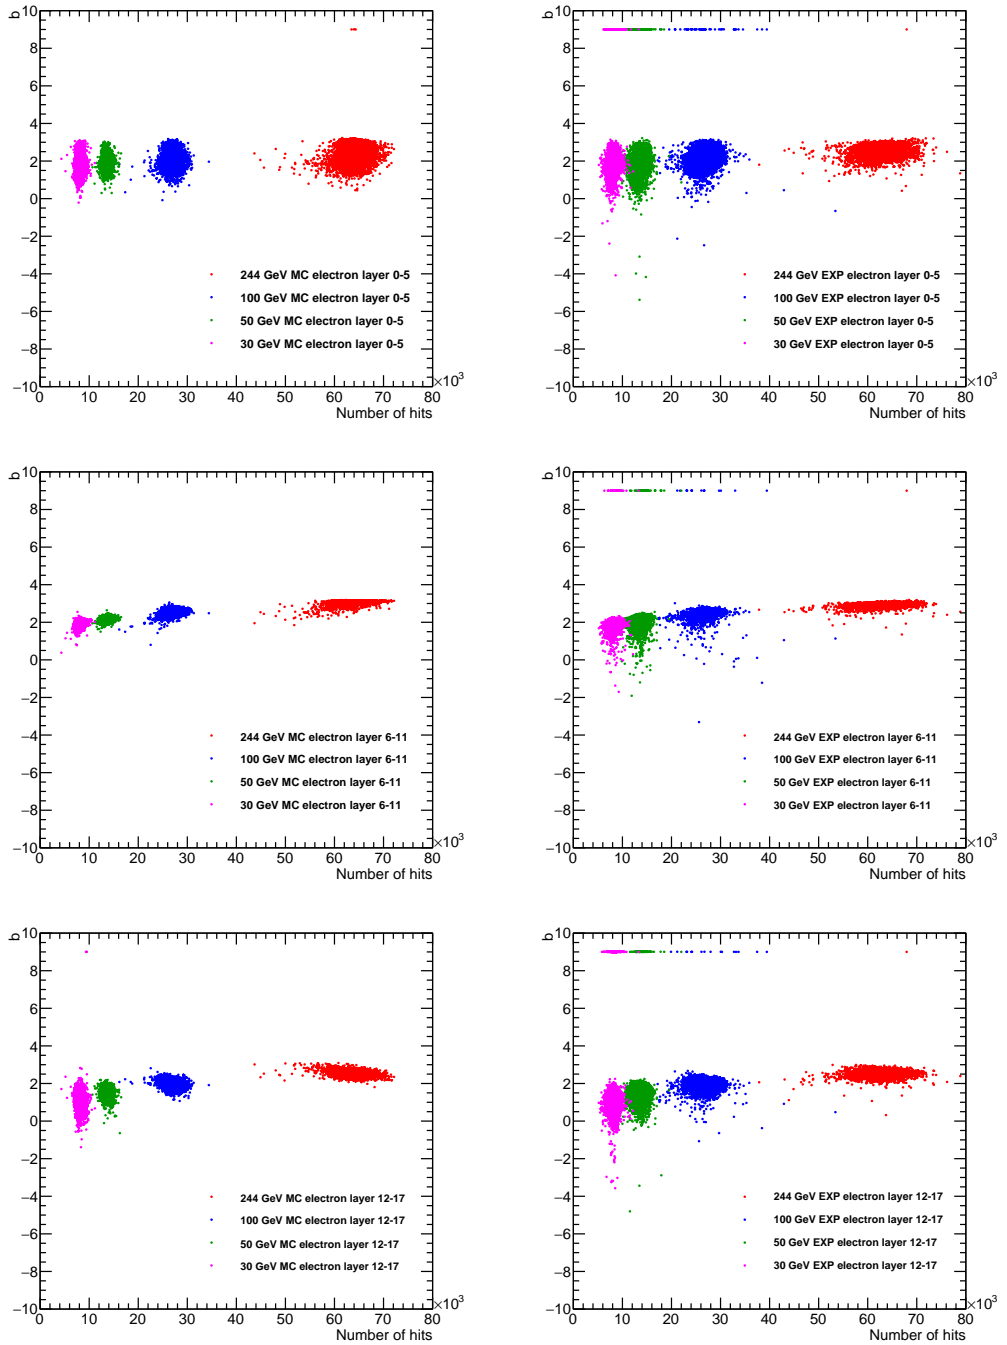 b 10 8 6 4 2 0 −2 −4 −6 −8 −10
244 GeV MC electron layer 0-5
100 GeV MC electron layer 0-5
50 GeV MC electron layer 0-5
30 GeV MC electron layer 0-5
0 10 20 30 40 50 60 70 80 ×10³
Number of hits
b 10 8 6 4 2 0 −2 −4 −6 −8 −10
244 GeV EXP electron layer 0-5
100 GeV EXP electron layer 0-5
50 GeV EXP electron layer 0-5
30 GeV EXP electron layer 0-5
0 10 20 30 40 50 60 70 80 ×10³
Number of hits
b 10 8 6 4 2 0 −2 −4 −6 −8 −10
244 GeV MC electron layer 6-11
100 GeV MC electron layer 6-11
50 GeV MC electron layer 6-11
30 GeV MC electron layer 6-11
0 10 20 30 40 50 60 70 80 ×10³
Number of hits
b 10 8 6 4 2 0 −2 −4 −6 −8 −10
244 GeV EXP electron layer 6-11
100 GeV EXP electron layer 6-11
50 GeV EXP electron layer 6-11
30 GeV EXP electron layer 6-11
0 10 20 30 40 50 60 70 80 ×10³
Number of hits
b 10 8 6 4 2 0 −2 −4 −6 −8 −10
244 GeV MC electron layer 12-17
100 GeV MC electron layer 12-17
50 GeV MC electron layer 12-17
30 GeV MC electron layer 12-17
0 10 20 30 40 50 60 70 80 ×10³
Number of hits
b 10 8 6 4 2 0 −2 −4 −6 −8 −10
244 GeV EXP electron layer 12-17
100 GeV EXP electron layer 12-17
50 GeV EXP electron layer 12-17
30 GeV EXP electron layer 12-17
0 10 20 30 40 50 60 70 80 ×10³
Number of hits